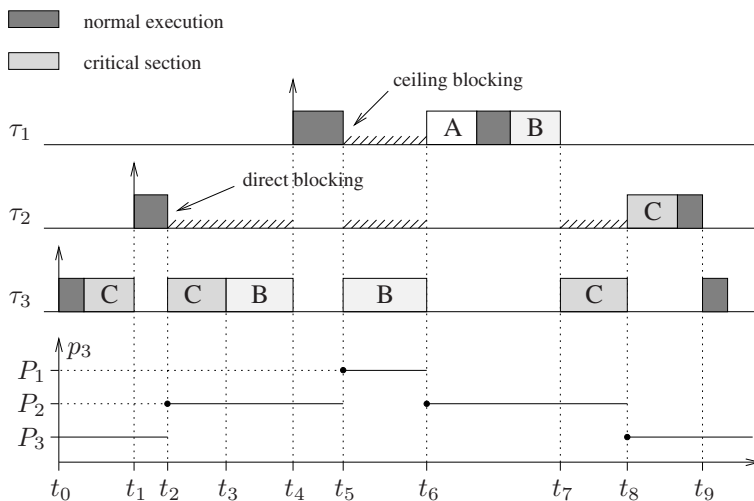 normal execution
critical section
ceiling blocking
τ1 A B
direct blocking
τ2 C
τ3 C C B B C
p3
P1
P2
P3
t0 t1 t2 t3 t4 t5 t6 t7 t8 t9